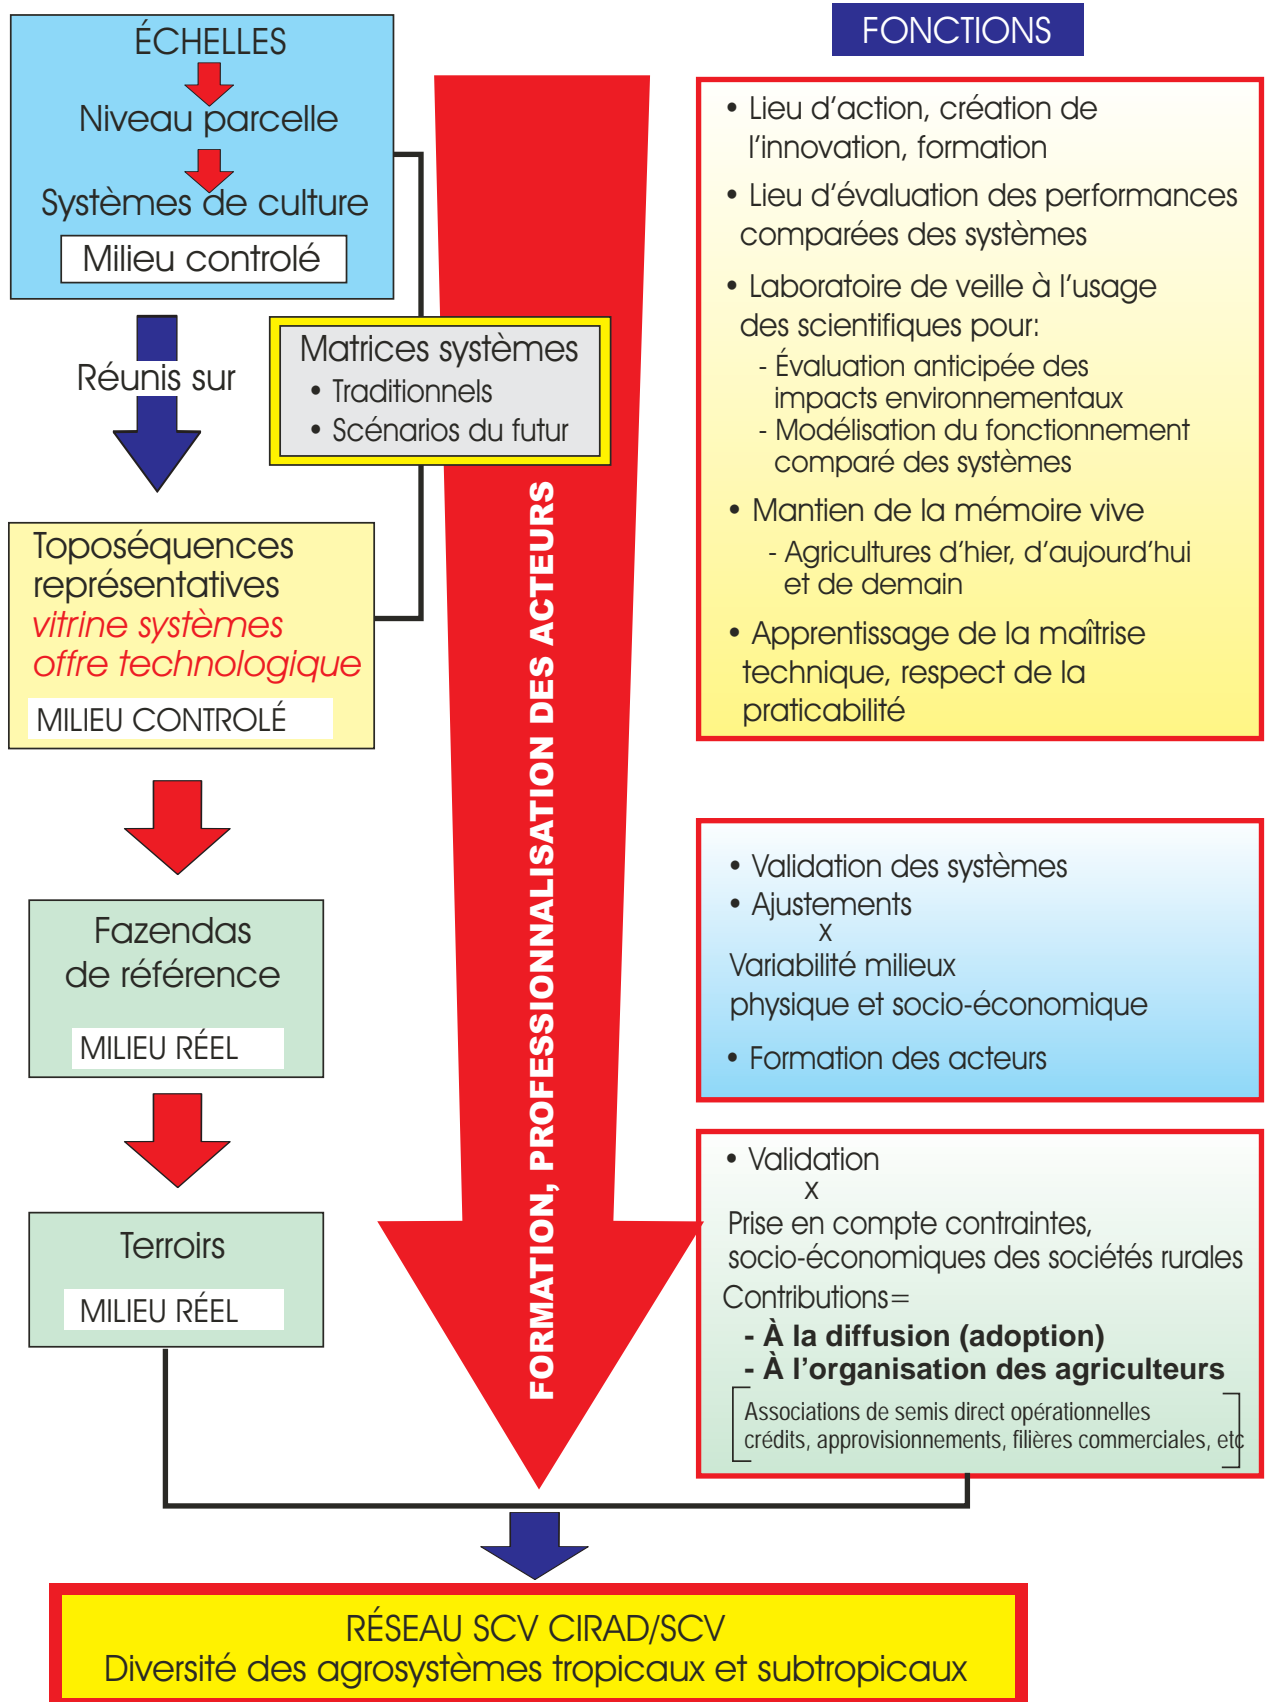 ÉCHELLES
Niveau parcelle
Systèmes de culture
Milieu controlé
Réunis sur
Matrices systèmes
• Traditionnels
• Scénarios du futur
Toposéquences
représentatives
vitrine systèmes
offre technologique
MILIEU CONTROLÉ
Fazendas
de référence
MILIEU RÉEL
Terroirs
MILIEU RÉEL
FORMATION, PROFESSIONNALISATION DES ACTEURS
FONCTIONS
• Lieu d'action, création de
l'innovation, formation
• Lieu d'évaluation des performances
comparées des systèmes
• Laboratoire de veille à l'usage
des scientifiques pour:
- Évaluation anticipée des
impacts environnementaux
- Modélisation du fonctionnement
comparé des systèmes
• Mantien de la mémoire vive
- Agricultures d'hier, d'aujourd'hui
et de demain
• Apprentissage de la maîtrise
technique, respect de la
praticabilité
• Validation des systèmes
• Ajustements
x
Variabilité milieux
physique et socio-économique
• Formation des acteurs
• Validation
x
Prise en compte contraintes,
socio-économiques des sociétés rurales
Contributions=
- À la diffusion (adoption)
- À l'organisation des agriculteurs
Associations de semis direct opérationnelles
crédits, approvisionnements, filières commerciales, etc
RÉSEAU SCV CIRAD/SCV
Diversité des agrosystèmes tropicaux et subtropicaux